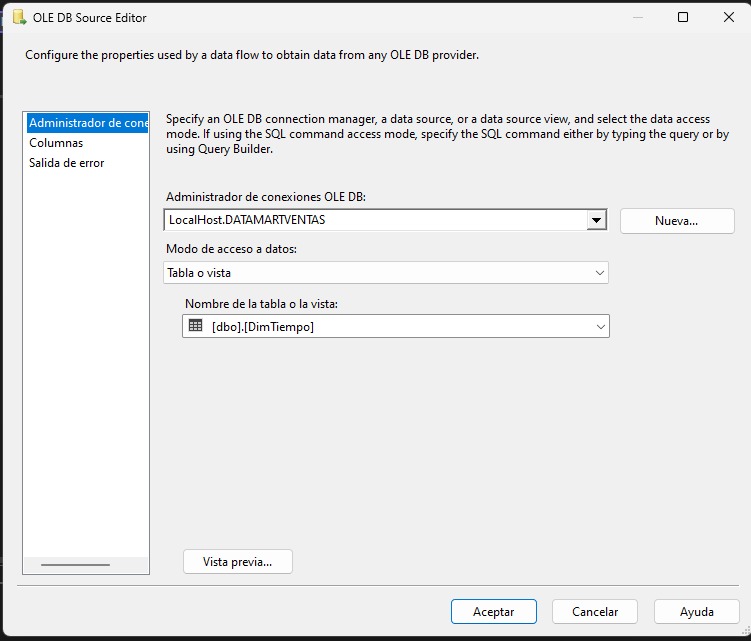 OLE DB Source Editor
Configure the properties used by a data flow to obtain data from any OLE DB provider.
Administrador de cone
Columnas
Salida de error
Specify an OLE DB connection manager, a data source, or a data source view, and select the data access
mode. If using the SQL command access mode, specify the SQL command either by typing the query or by
using Query Builder.
Administrador de conexiones OLE DB:
LocalHost.DATAMARTVENTAS
Nueva...
Modo de acceso a datos:
Tabla o vista
Nombre de la tabla o la vista:
[dbo].[DimTiempo]
Vista previa...
Aceptar
Cancelar
Ayuda